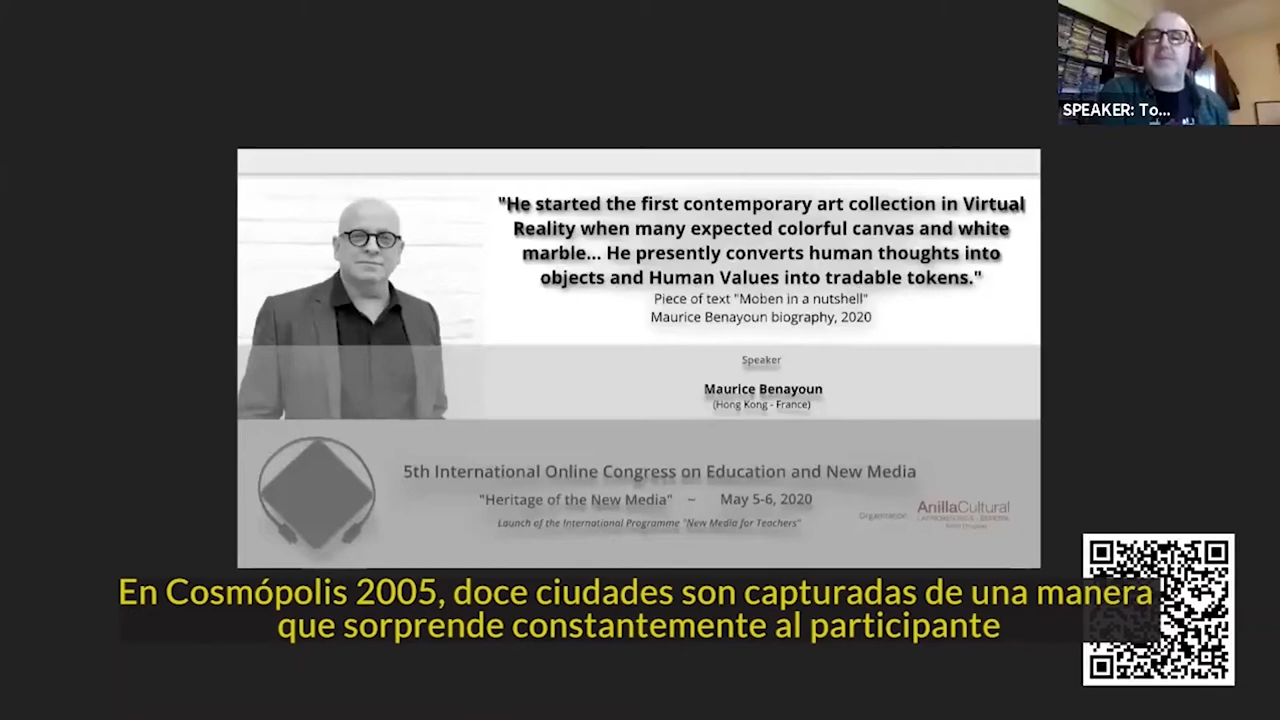 SPEAKER: To...
"He started the first contemporary art collection in Virtual
Reality when many expected colorful canvas and white
marble... He presently converts human thoughts into
objects and Human Values into tradable tokens."
Piece of text "Moben in a nutshell"
Maurice Benayoun biography, 2020
Speaker
Maurice Benayoun
(Hong Kong - France)
5th International Online Congress on Education and New Media
"Heritage of the New Media" ~ May 5-6, 2020
Launch of the International Programme "New Media for Teachers"
Organization:
AnillaCultural
En Cosmópolis 2005, doce ciudades son capturadas de una manera
que sorprende constantemente al participante